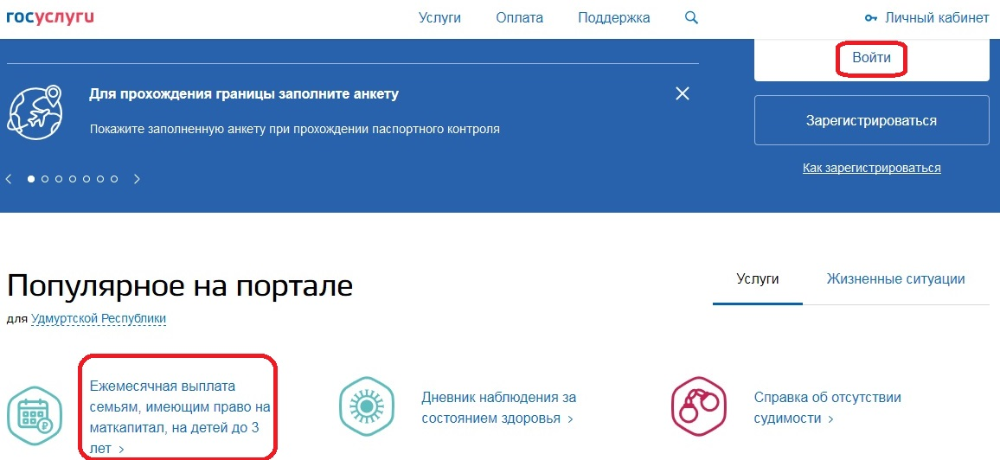 госуслуги
Услуги
Оплата
Поддержка
Личный кабинет
Войти
Для прохождения границы заполните анкету
Покажите заполненную анкету при прохождении паспортного контроля
Зарегистрироваться
Как зарегистрироваться
Популярное на портале
для Удмуртской Республики
Услуги
Жизненные ситуации
Ежемесячная выплата
семьям, имеющим право на
маткапитал, на детей до 3
лет >
Дневник наблюдения за
состоянием здоровья >
Справка об отсутствии
судимости >